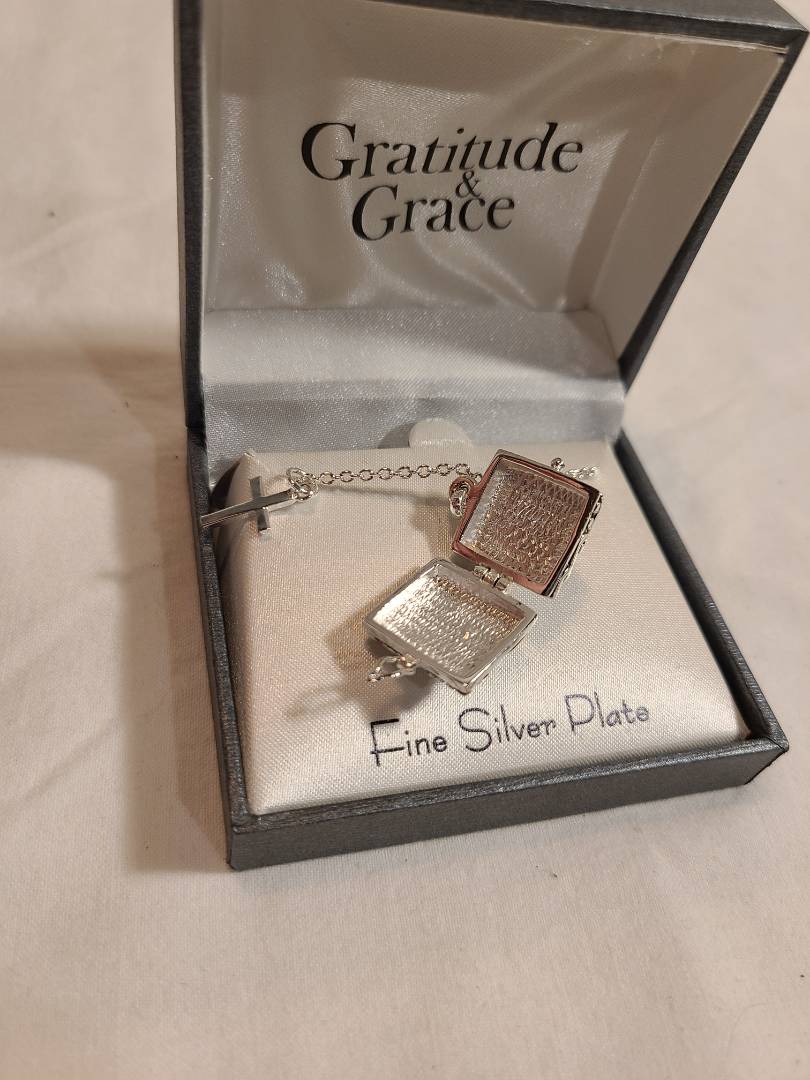 Gratitude
&
Grace
Fine Silver Plate